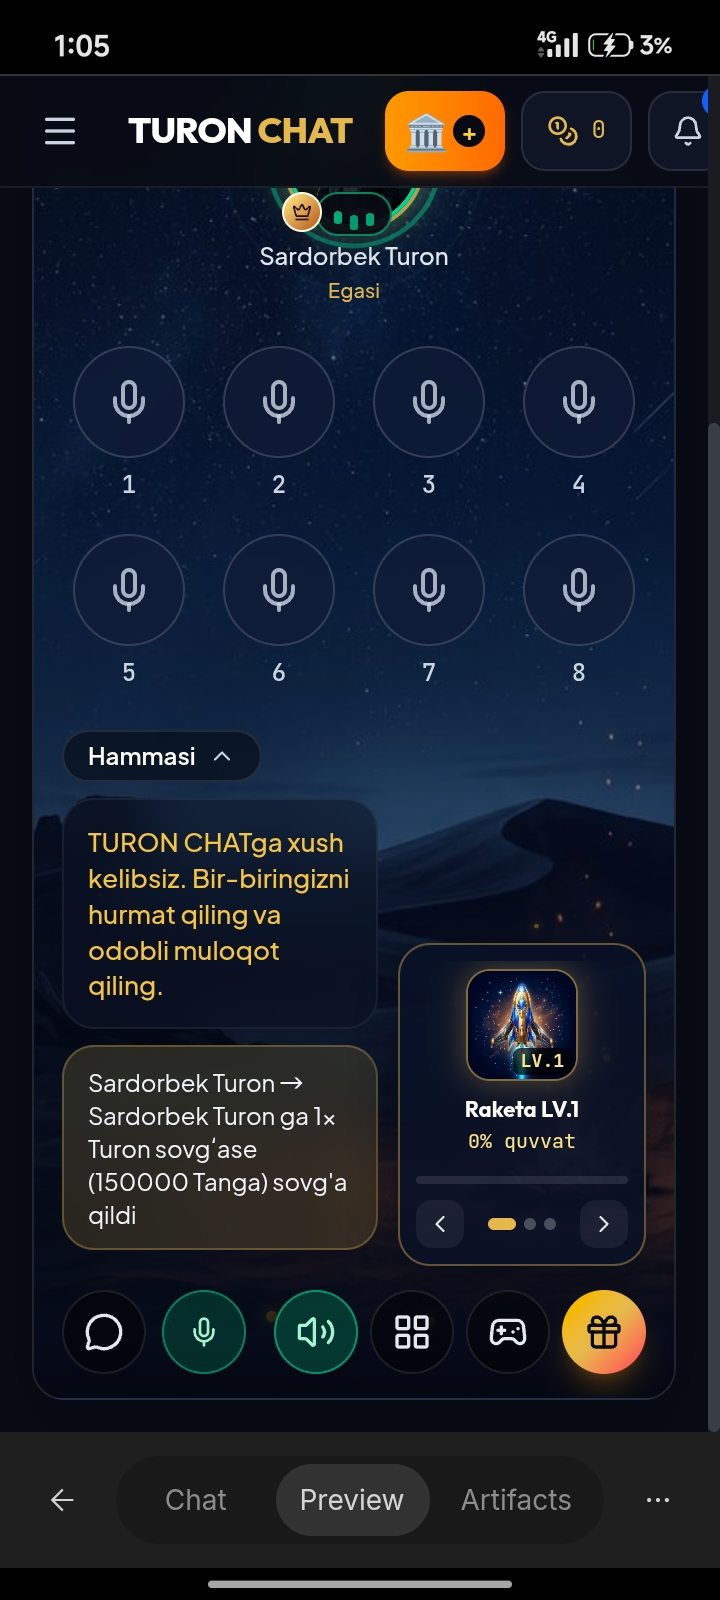 1:05
4G
3%
TURON CHAT
+
0
Sardorbek Turon
Egasi
1 2 3 4
5 6 7 8
Hammasi
TURON CHATga xush
kelibsiz. Bir-biringizni
hurmat qiling va
odobli muloqot
qiling.
Sardorbek Turon →
Sardorbek Turon ga 1×
Turon sovgʻase
(150000 Tanga) sovg'a
qildi
LV.1
Raketa LV.1
0% quvvat
Chat
Preview
Artifacts